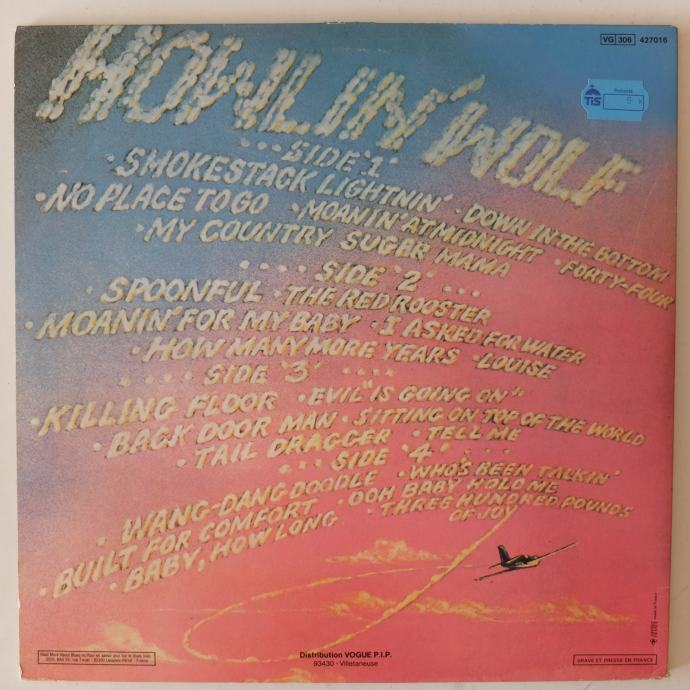 VG 306 427016
HOWLIN' WOLF
TIS
...SIDE '1'
·SMOKESTACK LIGHTNIN' ·DOWN IN THE BOTTOM
·NO PLACE TO GO ·MOANIN' AT MIDNIGHT ·FORTY-FOUR
·MY COUNTRY SUGER MAMA
....SIDE '2'...
·SPOONFUL ·THE RED ROOSTER
·MOANIN' FOR MY BABY ·I ASKED FOR WATER
·HOW MANY MORE YEARS ·LOUISE
....SIDE '3'....
·KILLING FLOOR ·EVIL "IS GOING ON"
·BACK DOOR MAN ·SITTING ON TOP OF THE WORLD
·TAIL DRAGGER ·TELL ME
...SIDE '4'...
·WANG-DANG DOODLE ·WHO'S BEEN TALKIN'
·BUILT FOR COMFORT ·OOH BABY HOLD ME
·BABY, HOW LONG ·THREE HUNDRED POUNDS
OF JOY
Distribution VOGUE P.I.P.
93430 - Villetaneuse
GRAVE ET PRESSE EN FRANCE